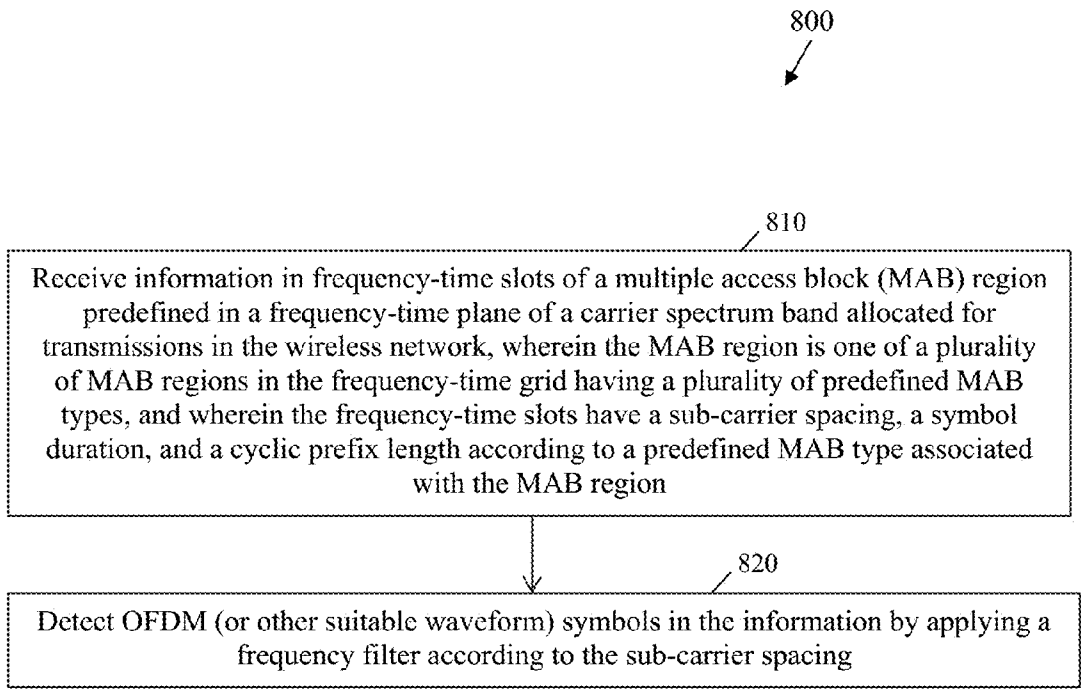 800
810
Receive information in frequency-time slots of a multiple access block (MAB) region
predefined in a frequency-time plane of a carrier spectrum band allocated for
transmissions in the wireless network, wherein the MAB region is one of a plurality
of MAB regions in the frequency-time grid having a plurality of predefined MAB
types, and wherein the frequency-time slots have a sub-carrier spacing, a symbol
duration, and a cyclic prefix length according to a predefined MAB type associated
with the MAB region
820
Detect OFDM (or other suitable waveform) symbols in the information by applying a
frequency filter according to the sub-carrier spacing